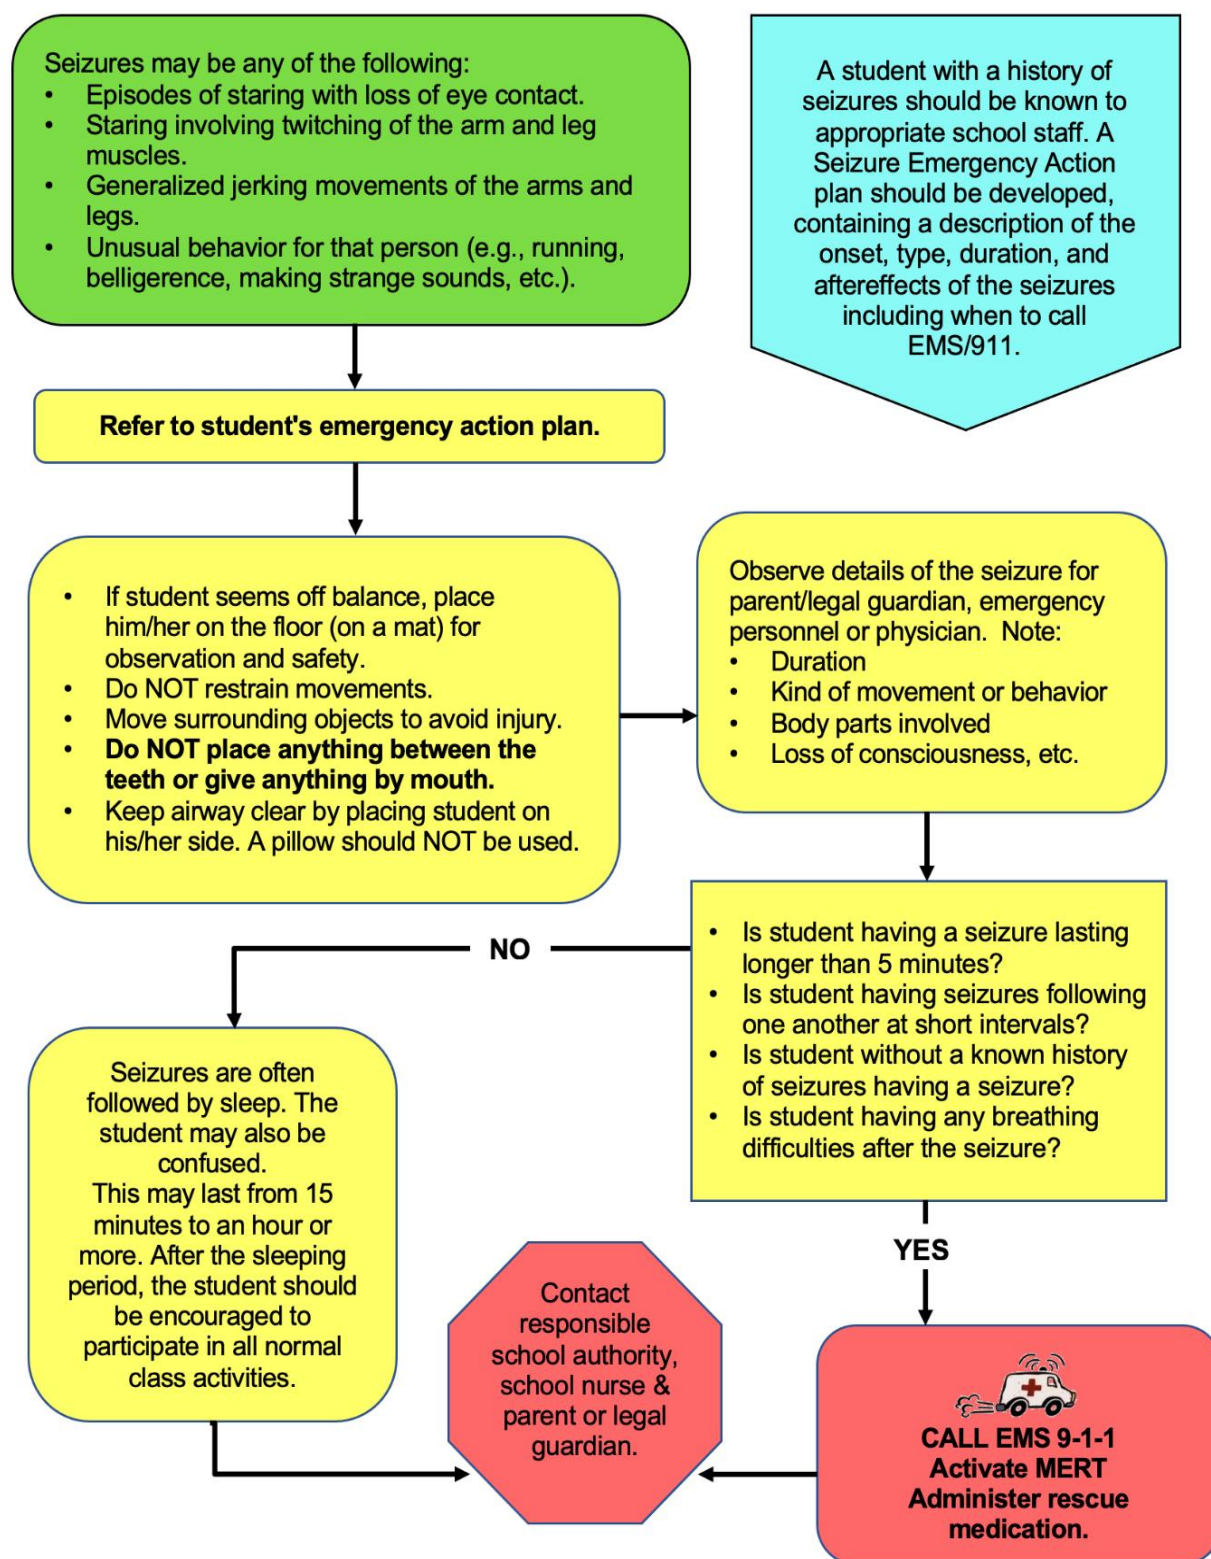 Seizures may be any of the following:
• Episodes of staring with loss of eye contact.
• Staring involving twitching of the arm and leg
muscles.
• Generalized jerking movements of the arms and
legs.
• Unusual behavior for that person (e.g., running,
belligerence, making strange sounds, etc.).
A student with a history of
seizures should be known to
appropriate school staff. A
Seizure Emergency Action
plan should be developed,
containing a description of the
onset, type, duration, and
aftereffects of the seizures
including when to call
EMS/911.
Refer to student's emergency action plan.
• If student seems off balance, place
him/her on the floor (on a mat) for
observation and safety.
• Do NOT restrain movements.
• Move surrounding objects to avoid injury.
• Do NOT place anything between the
teeth or give anything by mouth.
• Keep airway clear by placing student on
his/her side. A pillow should NOT be used.
Observe details of the seizure for
parent/legal guardian, emergency
personnel or physician. Note:
• Duration
• Kind of movement or behavior
• Body parts involved
• Loss of consciousness, etc.
• Is student having a seizure lasting
longer than 5 minutes?
• Is student having seizures following
one another at short intervals?
• Is student without a known history
of seizures having a seizure?
• Is student having any breathing
difficulties after the seizure?
NO
Seizures are often
followed by sleep. The
student may also be
confused.
This may last from 15
minutes to an hour or
more. After the sleeping
period, the student should
be encouraged to
participate in all normal
class activities.
YES
Contact
responsible
school authority,
school nurse &
parent or legal
guardian.
CALL EMS 9-1-1
Activate MERT
Administer rescue
medication.